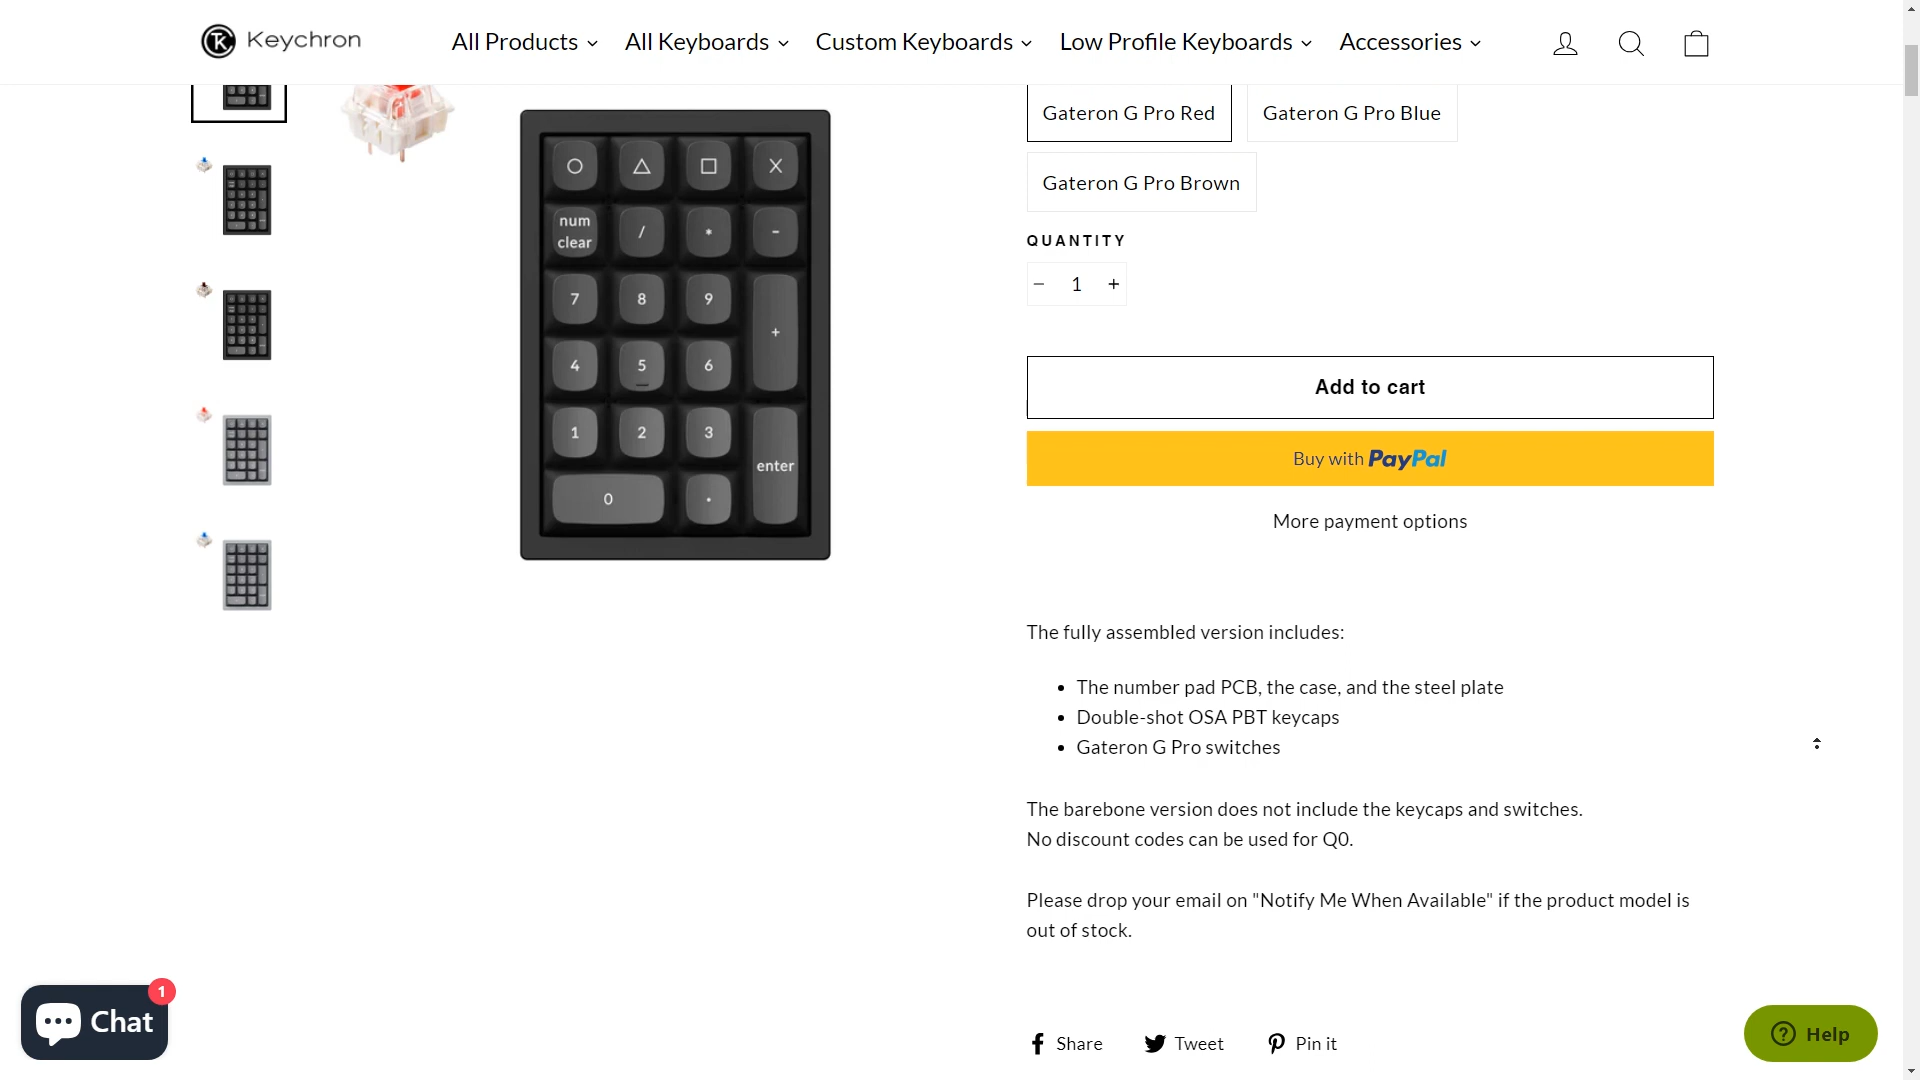 Keychron
All Products
All Keyboards
Custom Keyboards
Low Profile Keyboards
Accessories
Gateron G Pro Red
Gateron G Pro Blue
Gateron G Pro Brown
QUANTITY
− 1 +
Add to cart
Buy with PayPal
More payment options
num
clear
/
*
-
7
8
9
+
4
5
6
1
2
3
enter
0
.
The fully assembled version includes:
• The number pad PCB, the case, and the steel plate
• Double-shot OSA PBT keycaps
• Gateron G Pro switches
The barebone version does not include the keycaps and switches.
No discount codes can be used for Q0.
Please drop your email on "Notify Me When Available" if the product model is
out of stock.
Share
Tweet
Pin it
Chat
1
Help